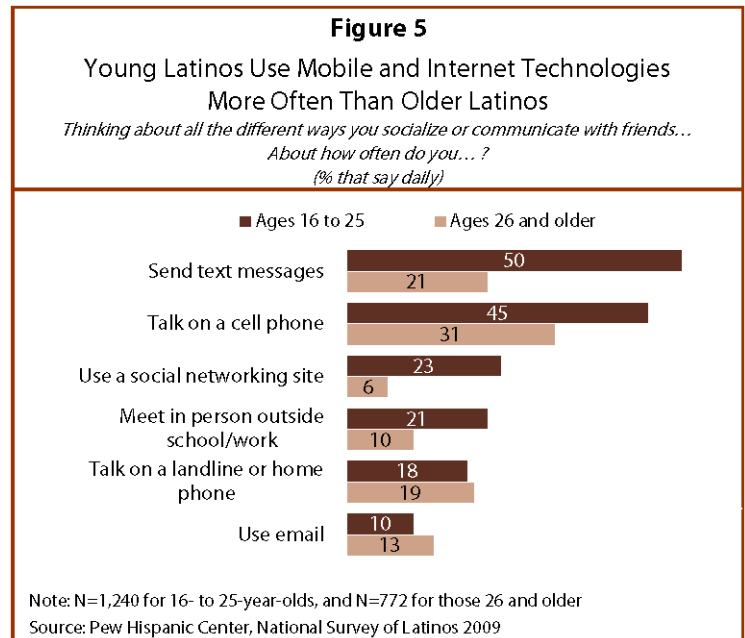 Figure 5
Young Latinos Use Mobile and Internet Technologies
More Often Than Older Latinos
Thinking about all the different ways you socialize or communicate with friends…
About how often do you… ?
(% that say daily)
Ages 16 to 25 Ages 26 and older
Send text messages 50
21
Talk on a cell phone 45
31
Use a social networking site 23
6
Meet in person outside
school/work
21
10
Talk on a landline or home
phone
18
19
Use email 10
13
Note: N=1,240 for 16- to 25-year-olds, and N=772 for those 26 and older
Source: Pew Hispanic Center, National Survey of Latinos 2009